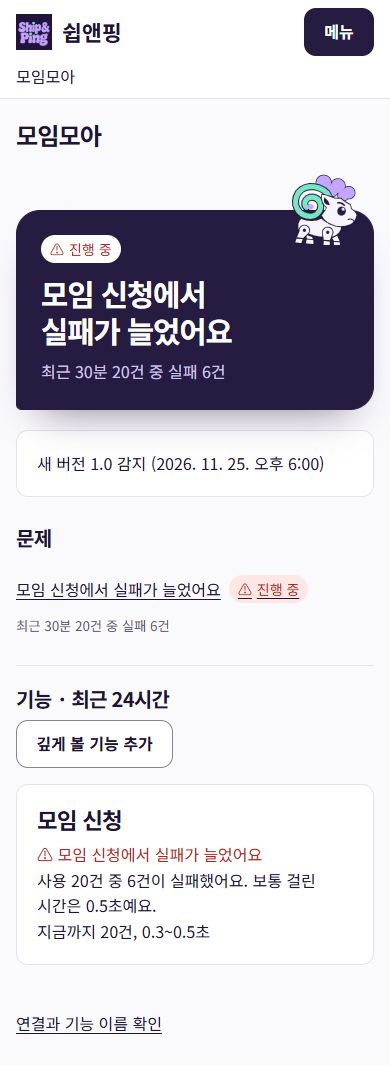 Ship&
Ping
쉽앤핑
메뉴
모임모아
모임모아
진행 중
모임 신청에서
실패가 늘었어요
최근 30분 20건 중 실패 6건
새 버전 1.0 감지 (2026. 11. 25. 오후 6:00)
문제
모임 신청에서 실패가 늘었어요 진행 중
최근 30분 20건 중 실패 6건
기능 · 최근 24시간
깊게 볼 기능 추가
모임 신청
모임 신청에서 실패가 늘었어요
사용 20건 중 6건이 실패했어요. 보통 걸린
시간은 0.5초예요.
지금까지 20건, 0.3~0.5초
연결과 기능 이름 확인